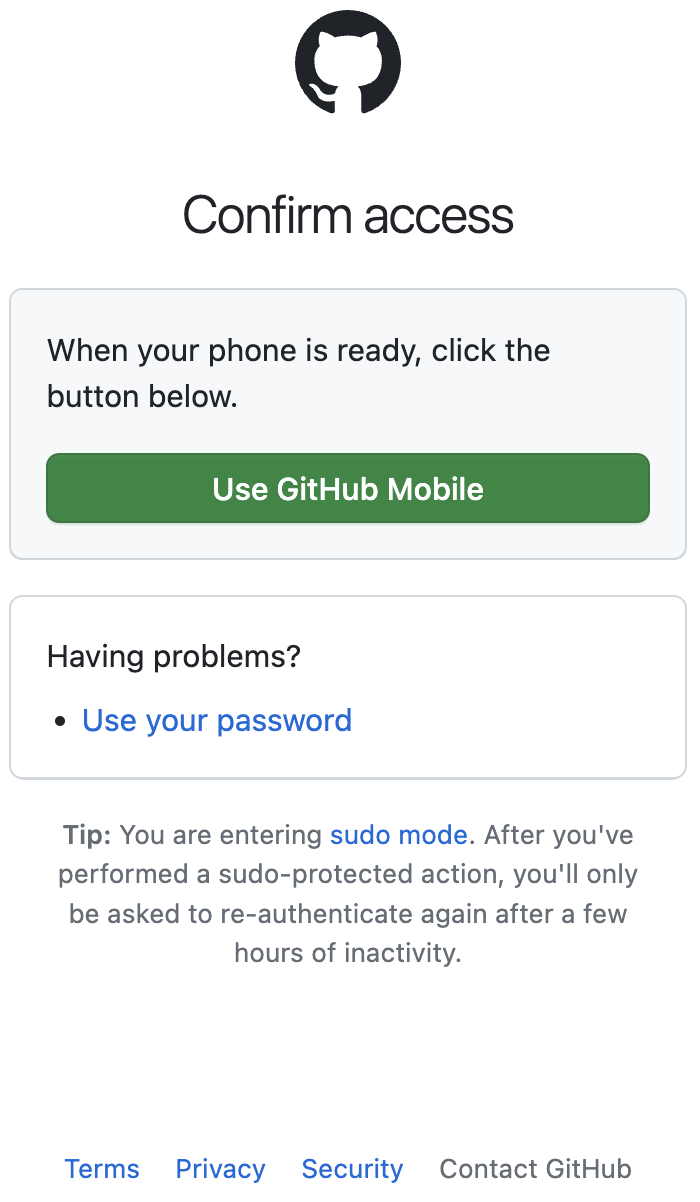 Confirm access
When your phone is ready, click the
button below.
Use GitHub Mobile
Having problems?
• Use your password
Tip: You are entering sudo mode. After you've
performed a sudo-protected action, you'll only
be asked to re-authenticate again after a few
hours of inactivity.
Terms Privacy Security Contact GitHub